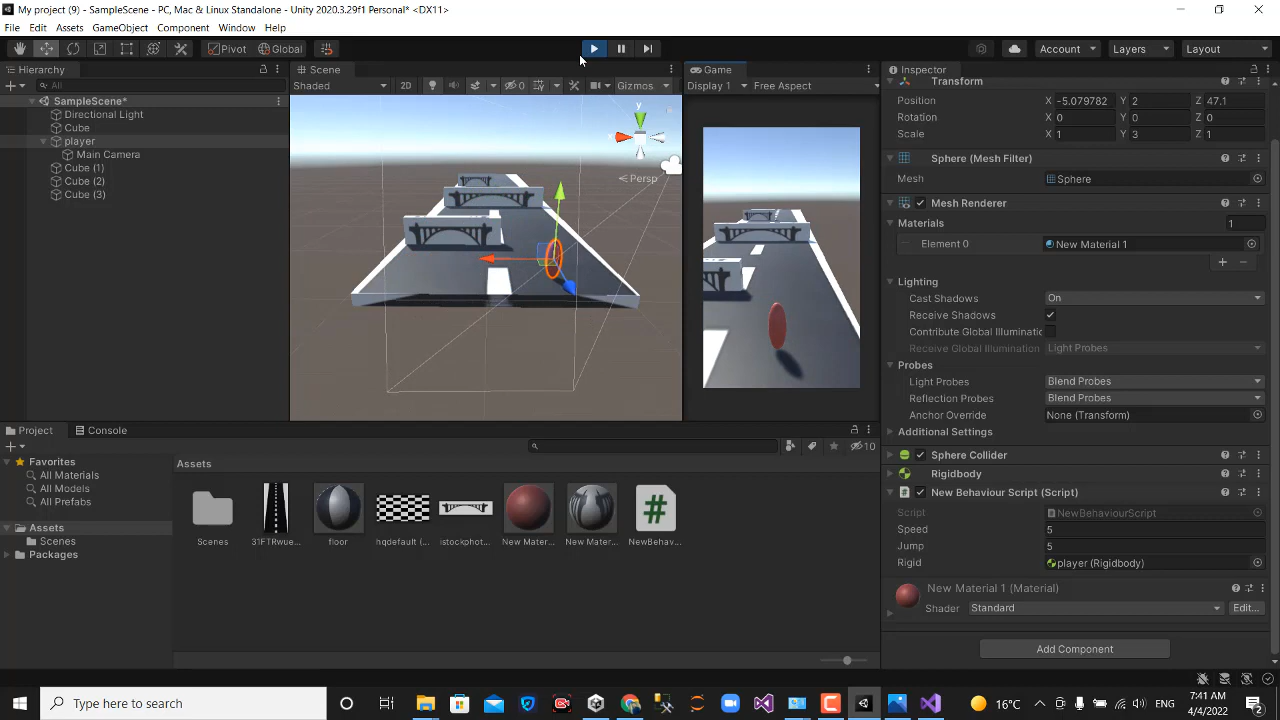 My project (9) - SampleScene - PC, Mac & Linux Standalone - Unity 2020.3.29f1 Personal* <DX11>
File Edit Assets GameObject Component Window Help
Pivot Global Account Layers Layout
Hierarchy
All
SampleScene*
Directional Light
Cube
player
Main Camera
Cube (1)
Cube (2)
Cube (3)
Scene
Shaded 2D 0 Gizmos
y
x
Persp
Game
Display 1 Free Aspect
Inspector
Transform
Position X -5.079782 Y 2 Z 47.1
Rotation X 0 Y 0 Z 0
Scale X 1 Y 3 Z 1
Sphere (Mesh Filter)
Mesh Sphere
Mesh Renderer
Materials 1
Element 0 New Material 1
Lighting
Cast Shadows On
Receive Shadows
Contribute Global Illuminatic
Receive Global Illumination Light Probes
Probes
Light Probes Blend Probes
Reflection Probes Blend Probes
Anchor Override None (Transform)
Additional Settings
Sphere Collider
Rigidbody
New Behaviour Script (Script)
Script NewBehaviourScript
Speed 5
Jump 5
Rigid player (Rigidbody)
New Material 1 (Material)
Shader Standard Edit...
Add Component
Project Console
10
Favorites
All Materials
All Models
All Prefabs
Assets
Scenes
Packages
Assets
Scenes 31FTRwue... floor hqdefault (... istockphot... New Mater... New Mater... NewBehav...
Type here to search
16°C ENG
7:41 AM
4/4/2022